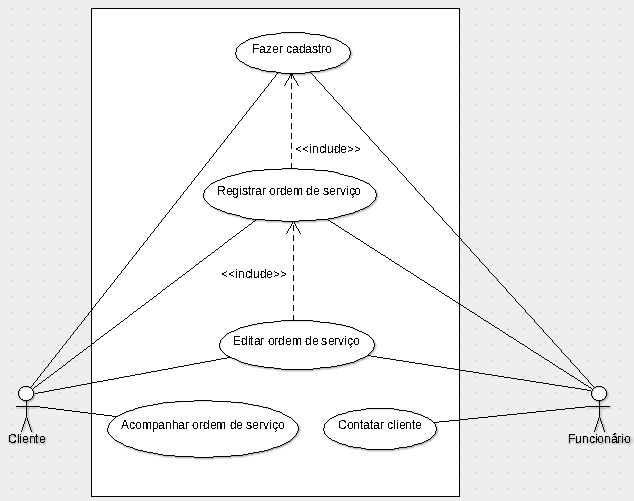 Fazer cadastro
<<include>>
Registrar ordem de serviço
<<include>>
Editar ordem de serviço
Acompanhar ordem de serviço
Contatar cliente
Cliente
Funcionário